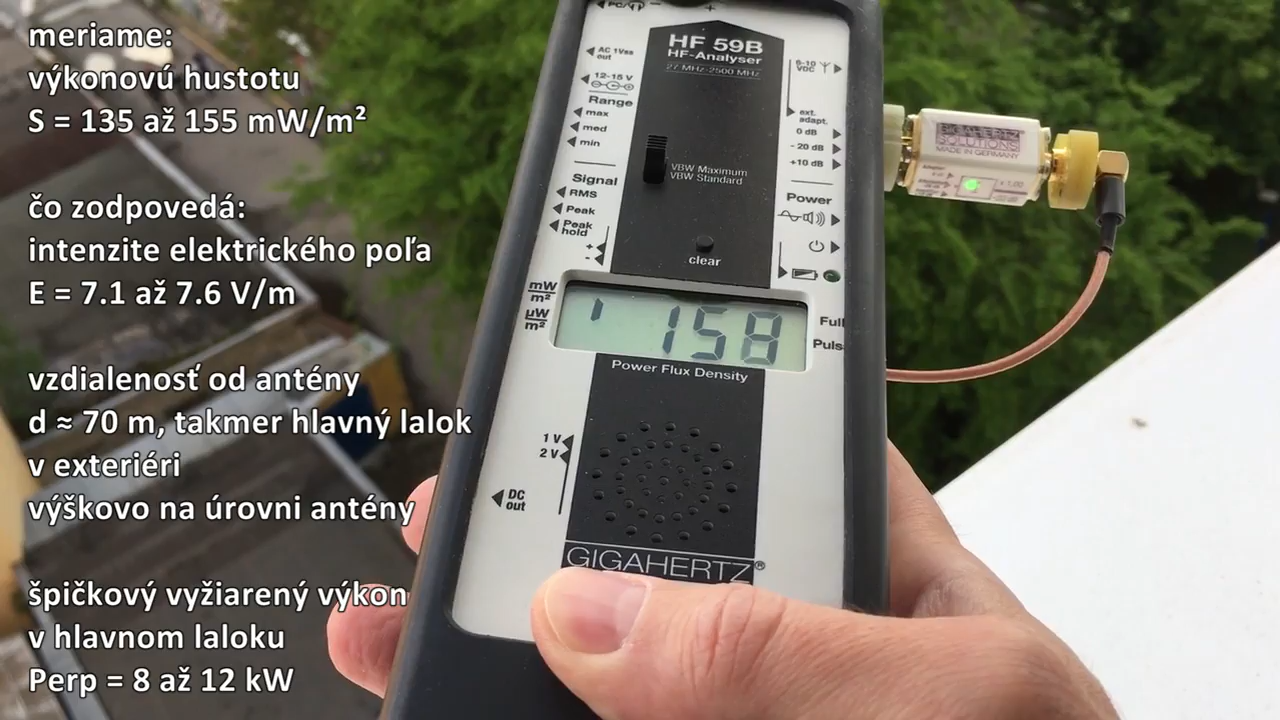 meriame:
výkonovú hustotu
S = 135 až 155 mW/m²
čo zodpovedá:
intenzite elektrického poľa
E = 7.1 až 7.6 V/m
vzdialenosť od antény
d ≈ 70 m, takmer hlavný lalok
v exteriéri
výškovo na úrovni antény
špičkový vyžiarený výkon
v hlavnom laloku
Perp = 8 až 12 kW
HF 59B
HF-Analyser
27 MHz-2500 MHz
AC 1Vss
out
12-15 V
Range
max
med
min
Signal
RMS
Peak
Peak
hold
+
-
VBW Maximum
VBW Standard
clear
ext.
adapt.
0 dB
- 20 dB
+10 dB
Power
mW
m²
µW
m²
158
Full
Puls
Power Flux Density
1 V
2 V
DC
out
GIGAHERTZ®
GIGAHERTZ
SOLUTIONS
MADE IN GERMANY